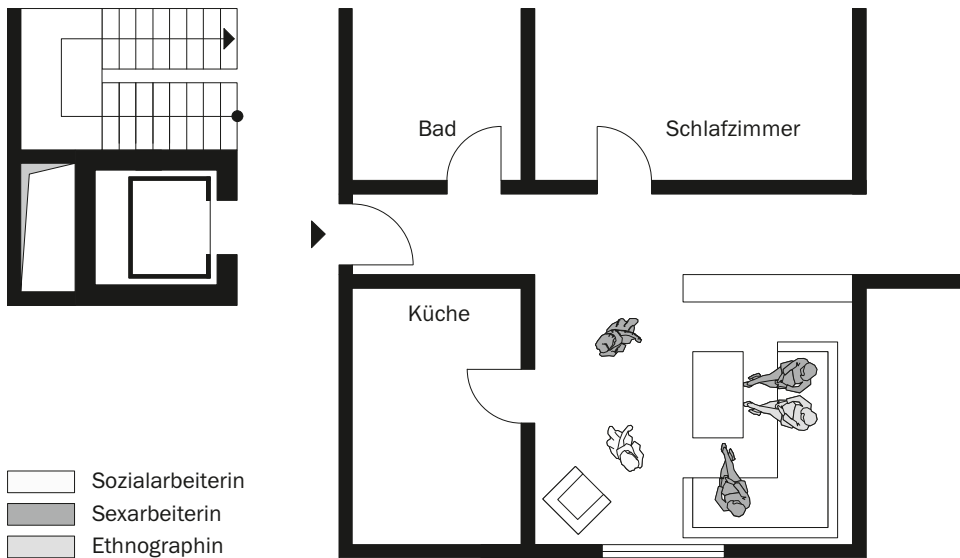 Bad
Schlafzimmer
Küche
Sozialarbeiterin
Sexarbeiterin
Ethnographin